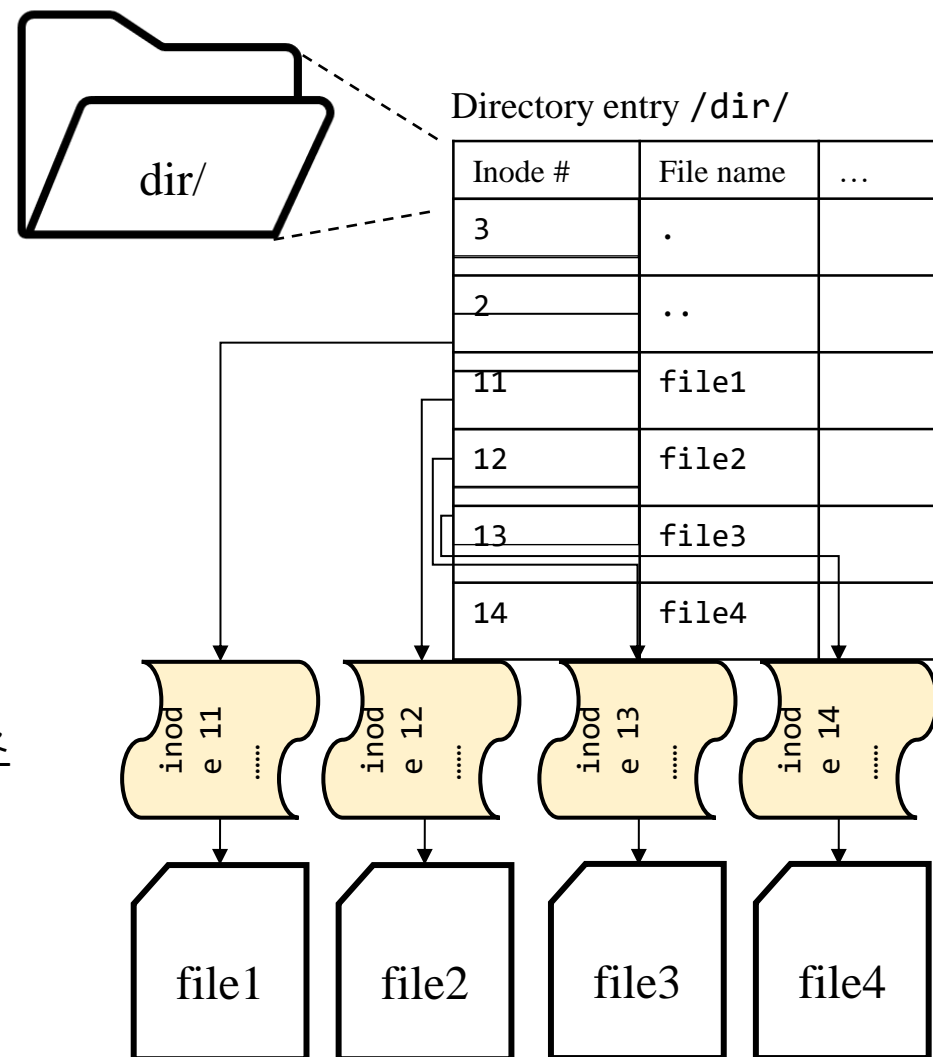 dir/
Directory entry /dir/
Inode # File name …
3 .
2 ..
11 file1
12 file2
13 file3
14 file4
inod
e 11
……
inod
e 12
……
inod
e 13
……
inod
e 14
……
file1 file2 file3 file4